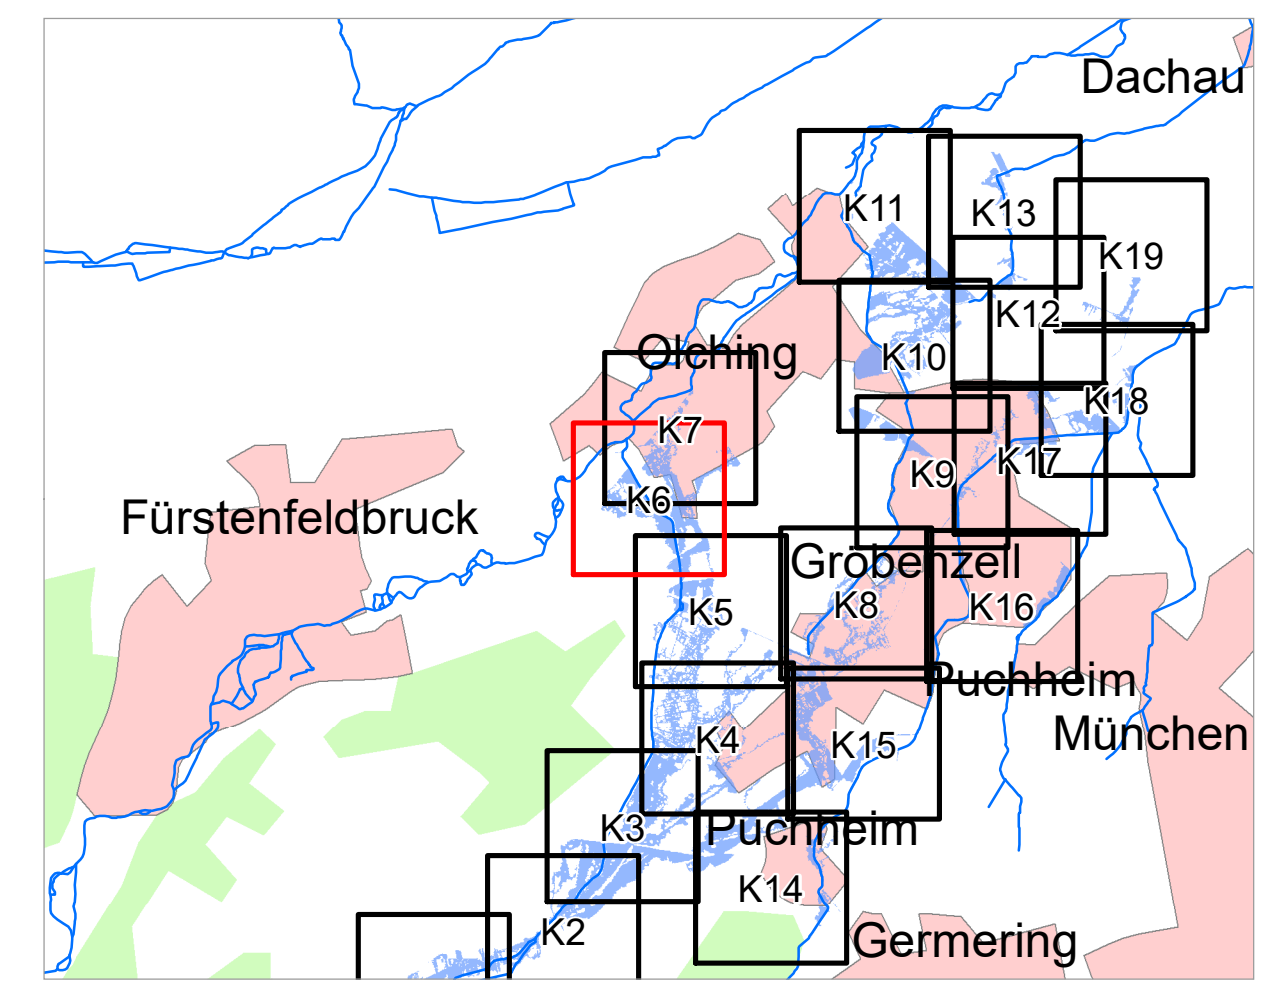 Dachau
K11
K13
K19
K12
Olching
K10
K18
K7
K17
K9
K6
Fürstenfeldbruck
Gröbenzell
K5
K8
K16
Puchheim
München
K4
K15
K3
Puchheim
K14
K2
Germering